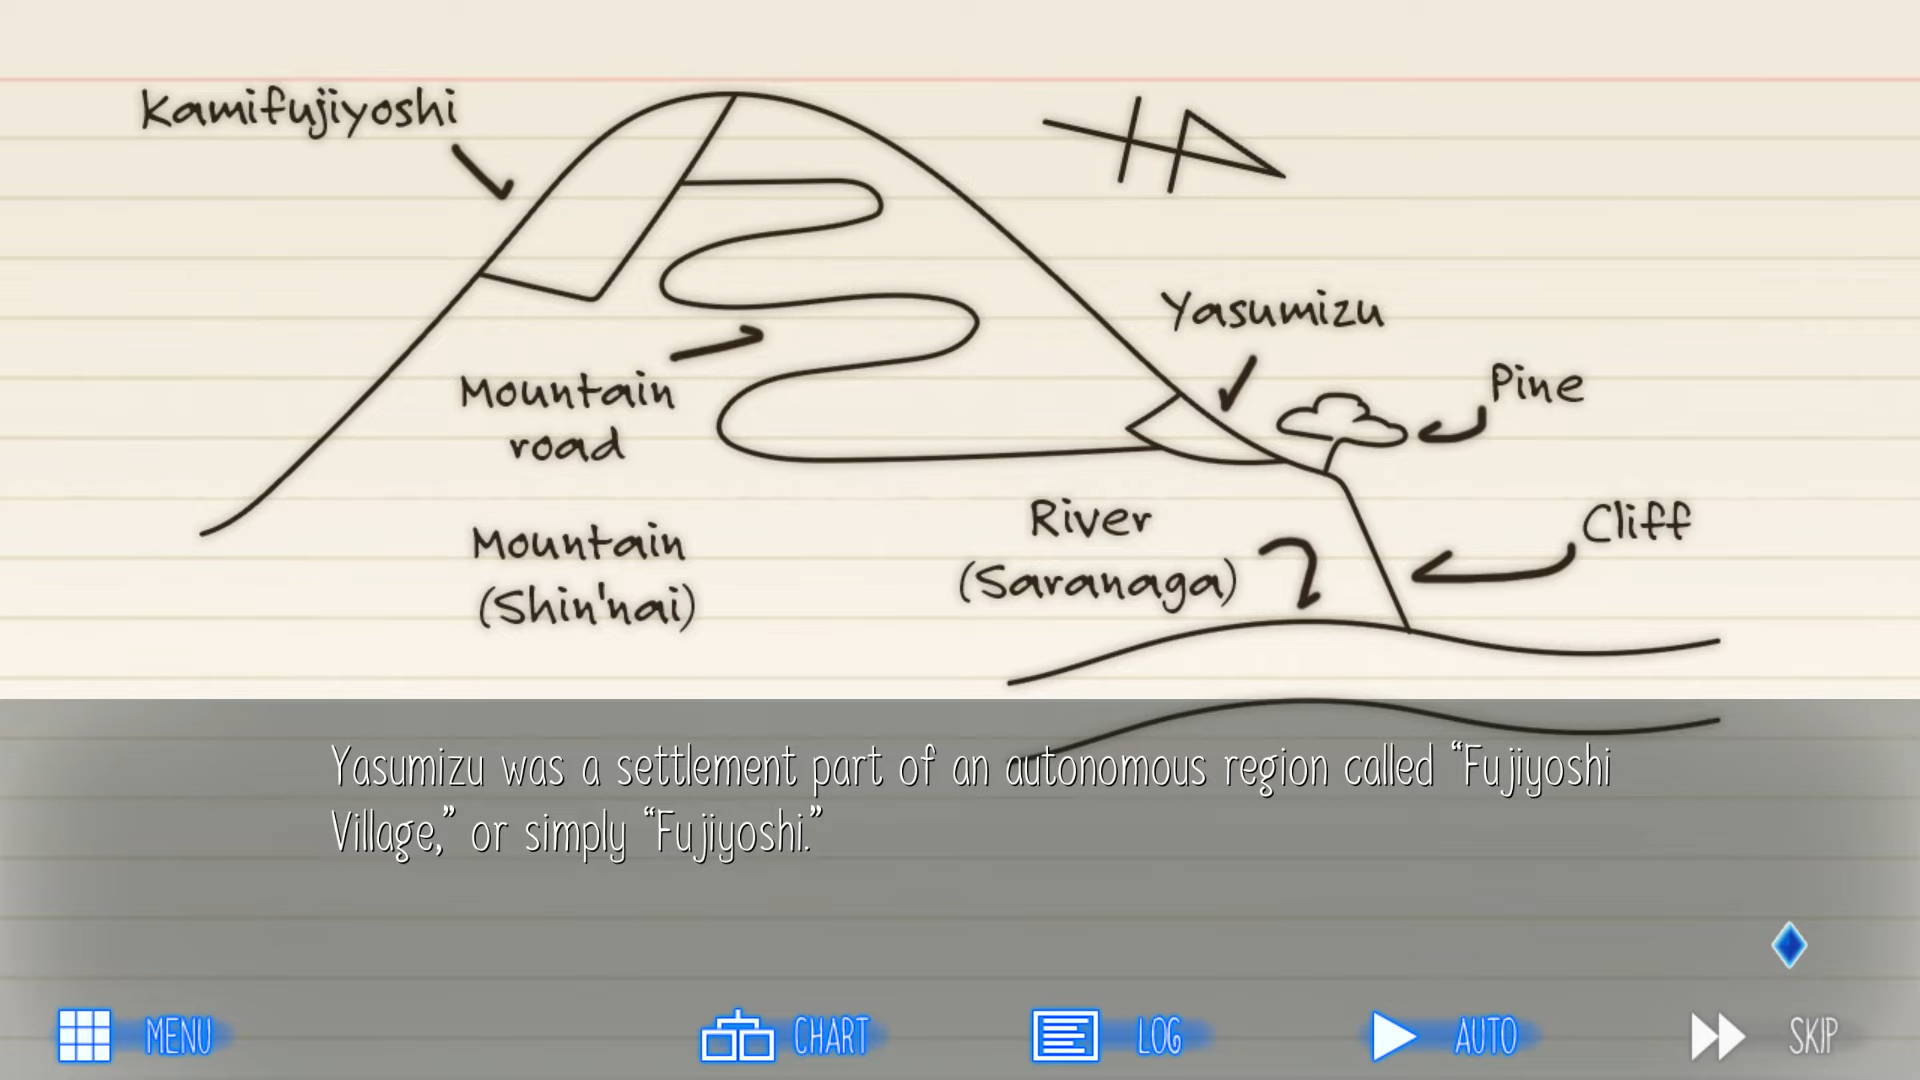 Kamifujiyoshi
Yasumizu
Pine
Mountain
road
Cliff
River
(Saranaga)
Mountain
(Shin'nai)
Yasumizu was a settlement part of an autonomous region called “Fujiyoshi
Village,” or simply “Fujiyoshi.”
MENU
CHART
LOG
AUTO
SKIP